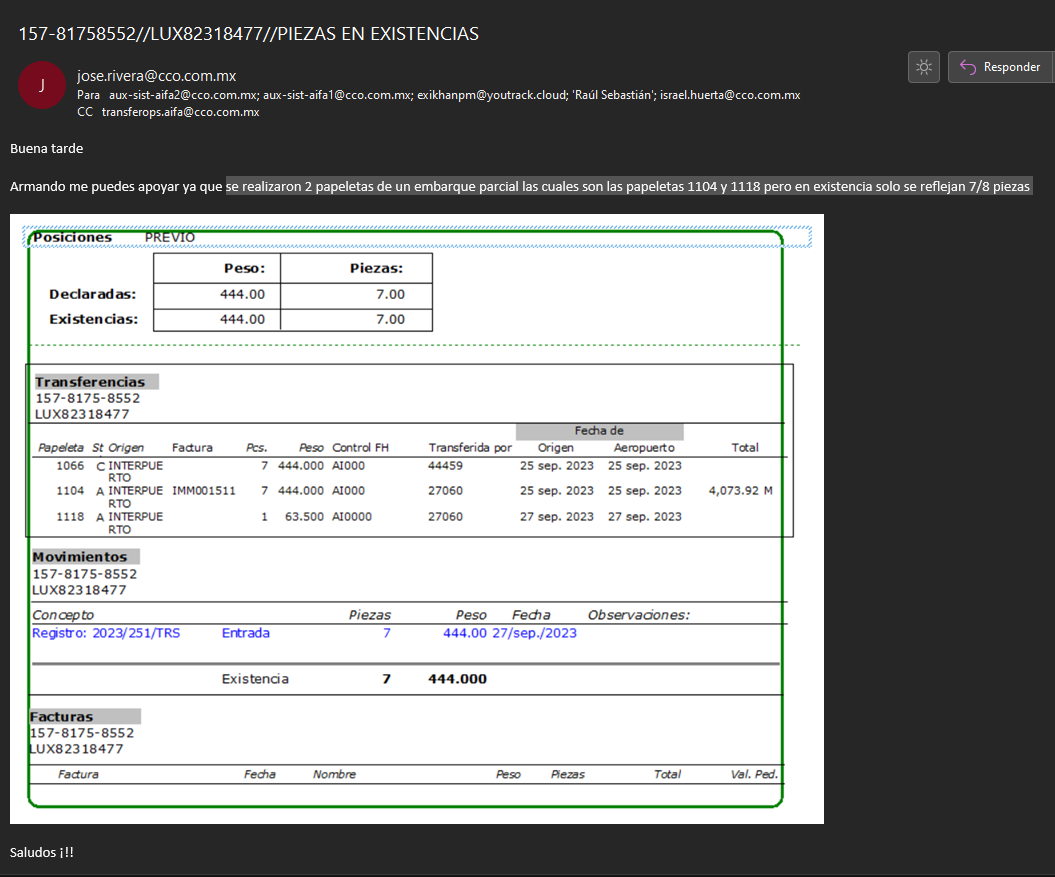 157-81758552//LUX82318477//PIEZAS EN EXISTENCIAS
J
jose.rivera@cco.com.mx
Para aux-sist-aifa2@cco.com.mx; aux-sist-aifa1@cco.com.mx; exikhanpm@youtrack.cloud; 'Raúl Sebastián'; israel.huerta@cco.com.mx
CC transferops.aifa@cco.com.mx
Responder
Buena tarde
Armando me puedes apoyar ya que se realizaron 2 papeletas de un embarque parcial las cuales son las papeletas 1104 y 1118 pero en existencia solo se reflejan 7/8 piezas
Posiciones PREVIO
Peso: Piezas:
Declaradas: 444.00 7.00
Existencias: 444.00 7.00
Transferencias
157-8175-8552
LUX82318477
Fecha de
Papeleta St Origen Factura Pcs. Peso Control FH Transferida por Origen Aeropuerto Total
1066 C INTERPUE 7 444.000 AI000 44459 25 sep. 2023 25 sep. 2023
RTO
1104 A INTERPUE IMM001511 7 444.000 AI000 27060 25 sep. 2023 25 sep. 2023 4,073.92 M
RTO
1118 A INTERPUE 1 63.500 AI0000 27060 27 sep. 2023 27 sep. 2023
RTO
Movimientos
157-8175-8552
LUX82318477
Concepto Piezas Peso Fecha Observaciones:
Registro: 2023/251/TRS Entrada 7 444.00 27/sep./2023
Existencia 7 444.000
Facturas
157-8175-8552
LUX82318477
Factura Fecha Nombre Peso Piezas Total Val. Ped.
Saludos ¡!!